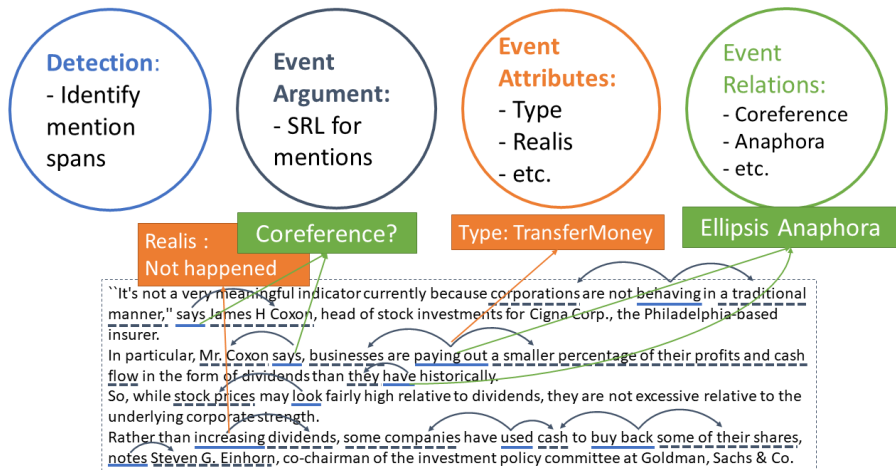 Detection:
- Identify
mention
spans
Event
Argument:
- SRL for
mentions
Event
Attributes:
- Type
- Realis
- etc.
Event
Relations:
- Coreference
- Anaphora
- etc.
Realis :
Not happened
Coreference?
Type: TransferMoney
Ellipsis Anaphora
``It's not a very meaningful indicator currently because corporations are not behaving in a traditional
manner," says James H Coxon, head of stock investments for Cigna Corp., the Philadelphia-based
insurer.
In particular, Mr. Coxon says, businesses are paying out a smaller percentage of their profits and cash
flow in the form of dividends than they have historically.
So, while stock prices may look fairly high relative to dividends, they are not excessive relative to the
underlying corporate strength.
Rather than increasing dividends, some companies have used cash to buy back some of their shares,
notes Steven G. Einhorn, co-chairman of the investment policy committee at Goldman, Sachs & Co.